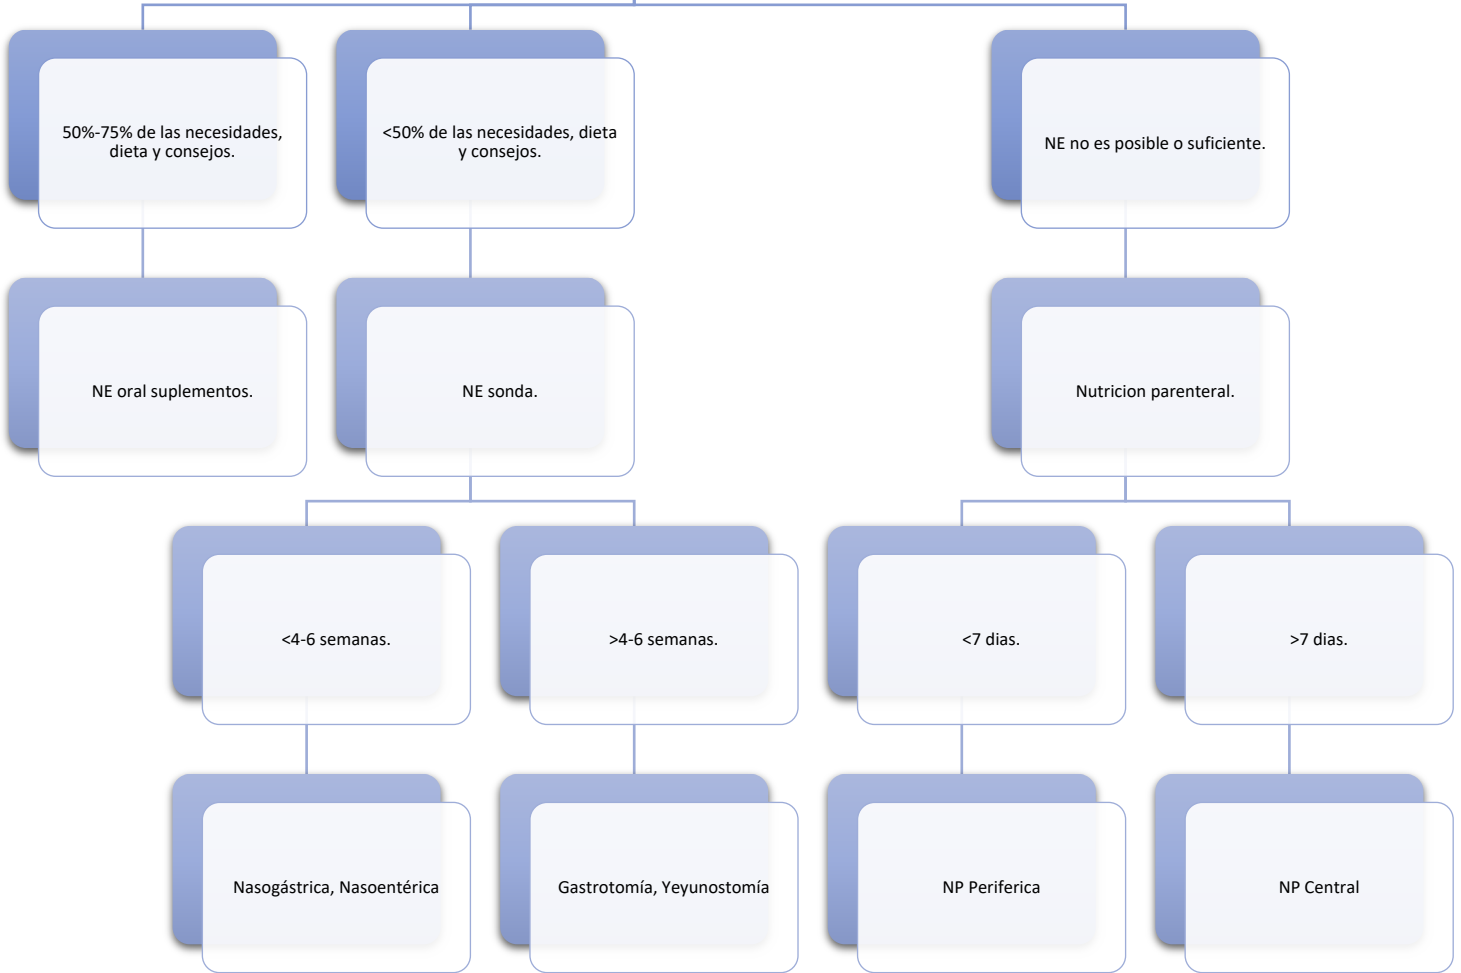 50%-75% de las necesidades,
dieta y consejos.
<50% de las necesidades, dieta
y consejos.
NE no es posible o suficiente.
NE oral suplementos.
NE sonda.
Nutricion parenteral.
<4-6 semanas.
>4-6 semanas.
<7 dias.
>7 dias.
Nasogástrica, Nasoentérica
Gastrotomía, Yeyunostomía
NP Periferica
NP Central